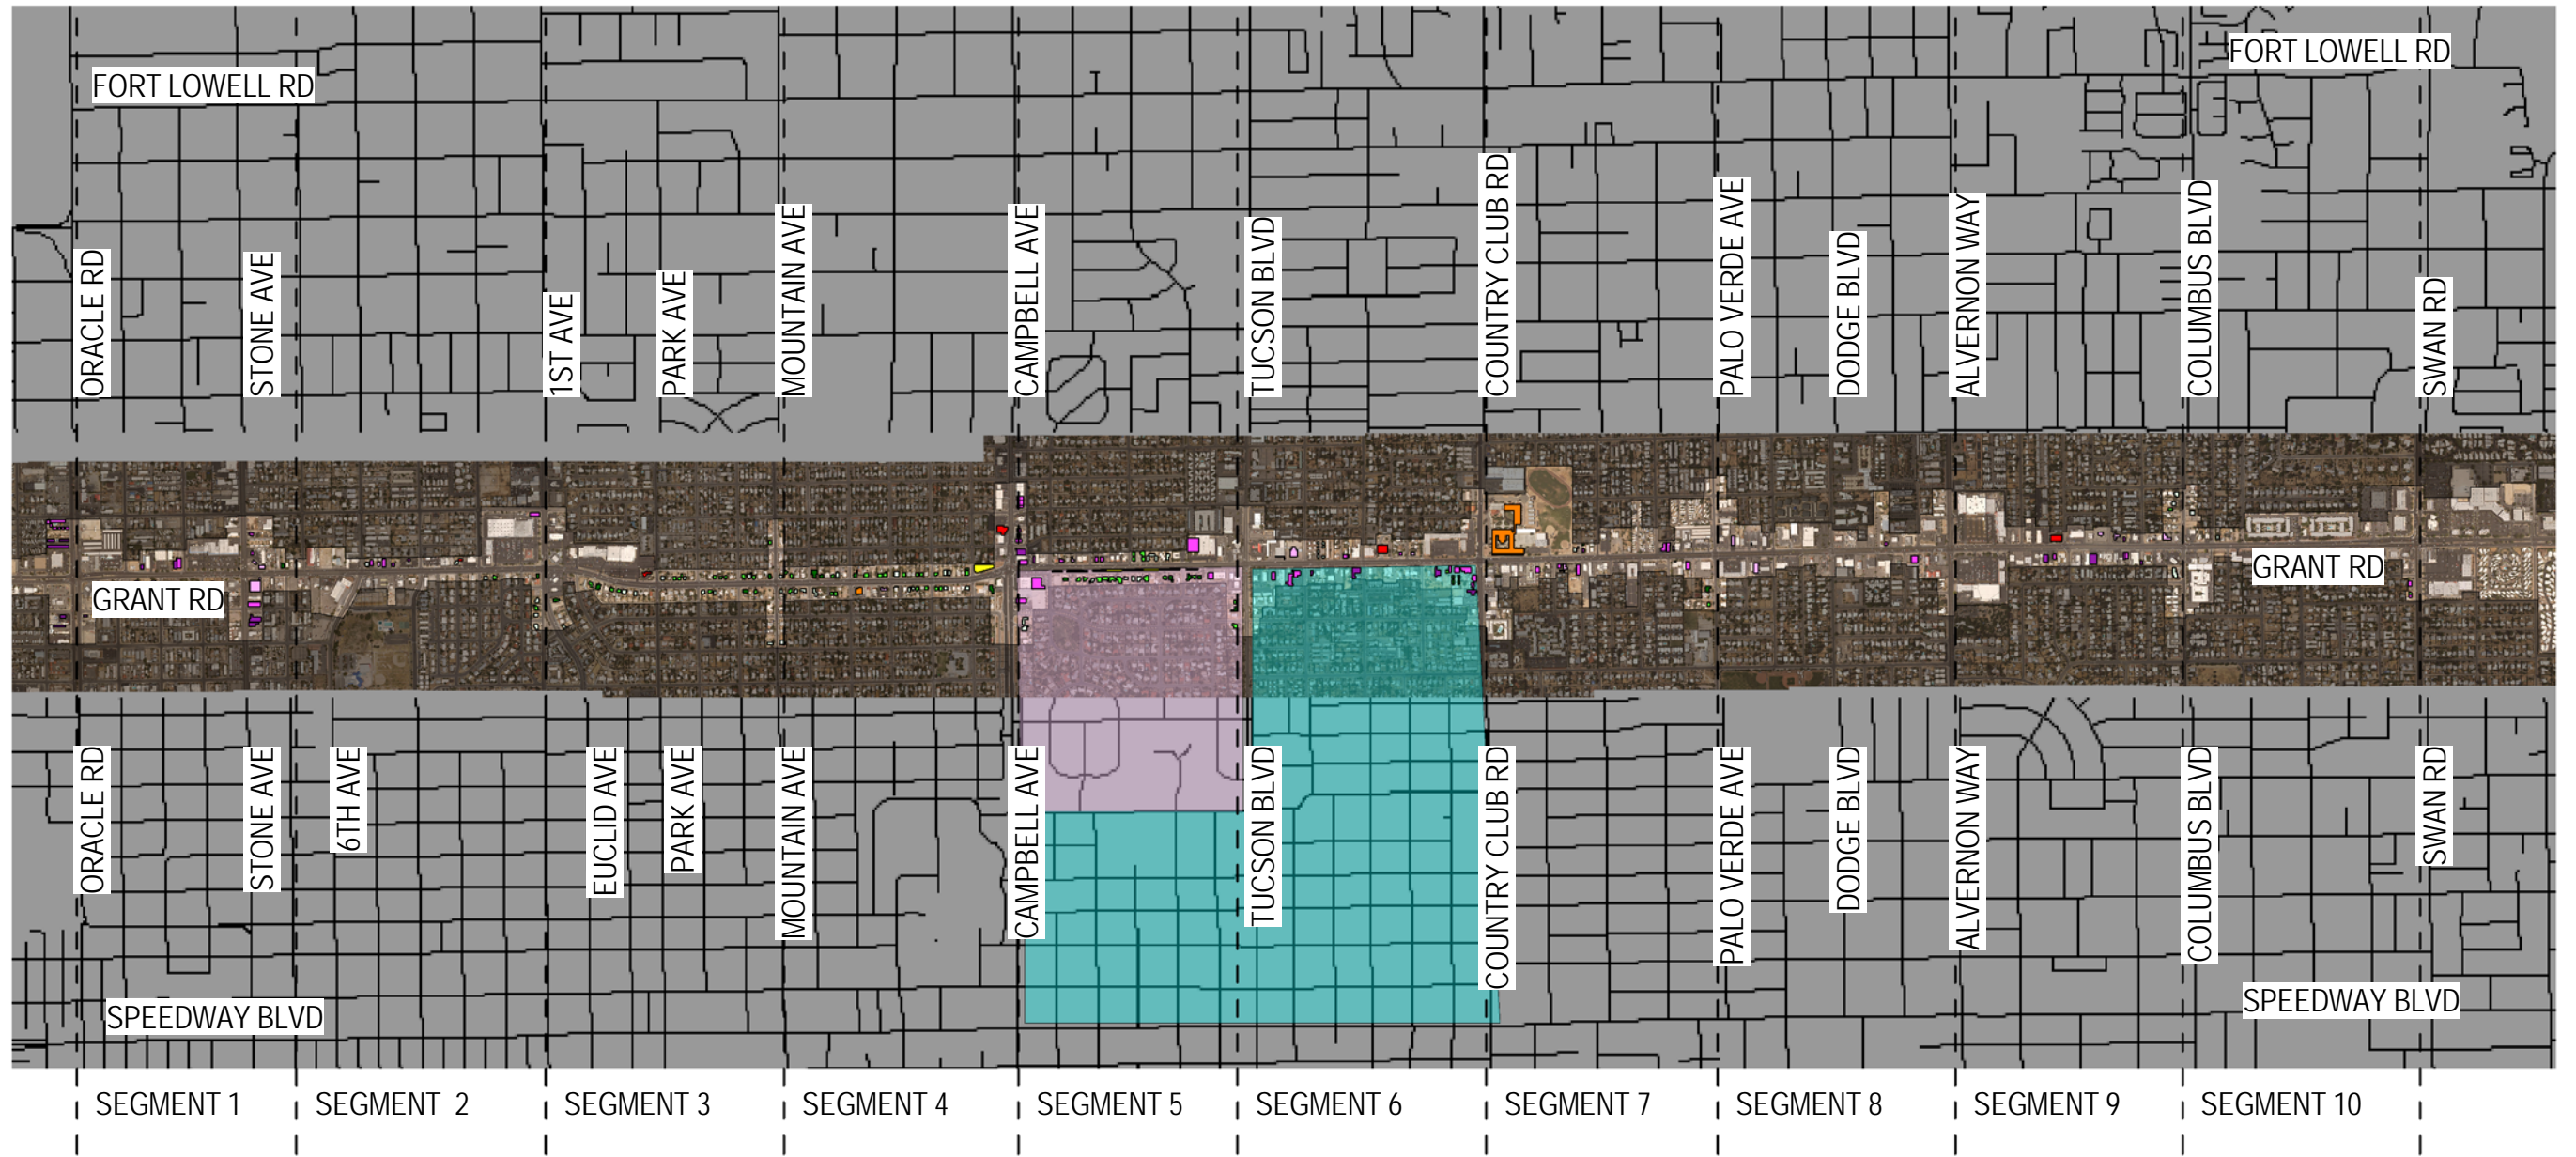 FORT LOWELL RD
FORT LOWELL RD
ORACLE RD
STONE AVE
1ST AVE
PARK AVE
MOUNTAIN AVE
CAMPBELL AVE
TUCSON BLVD
COUNTRY CLUB RD
PALO VERDE AVE
DODGE BLVD
ALVERNON WAY
COLUMBUS BLVD
SWAN RD
GRANT RD
GRANT RD
ORACLE RD
STONE AVE
6TH AVE
EUCLID AVE
PARK AVE
MOUNTAIN AVE
CAMPBELL AVE
TUCSON BLVD
COUNTRY CLUB RD
PALO VERDE AVE
DODGE BLVD
ALVERNON WAY
COLUMBUS BLVD
SWAN RD
SPEEDWAY BLVD
SPEEDWAY BLVD
SEGMENT 1
SEGMENT 2
SEGMENT 3
SEGMENT 4
SEGMENT 5
SEGMENT 6
SEGMENT 7
SEGMENT 8
SEGMENT 9
SEGMENT 10